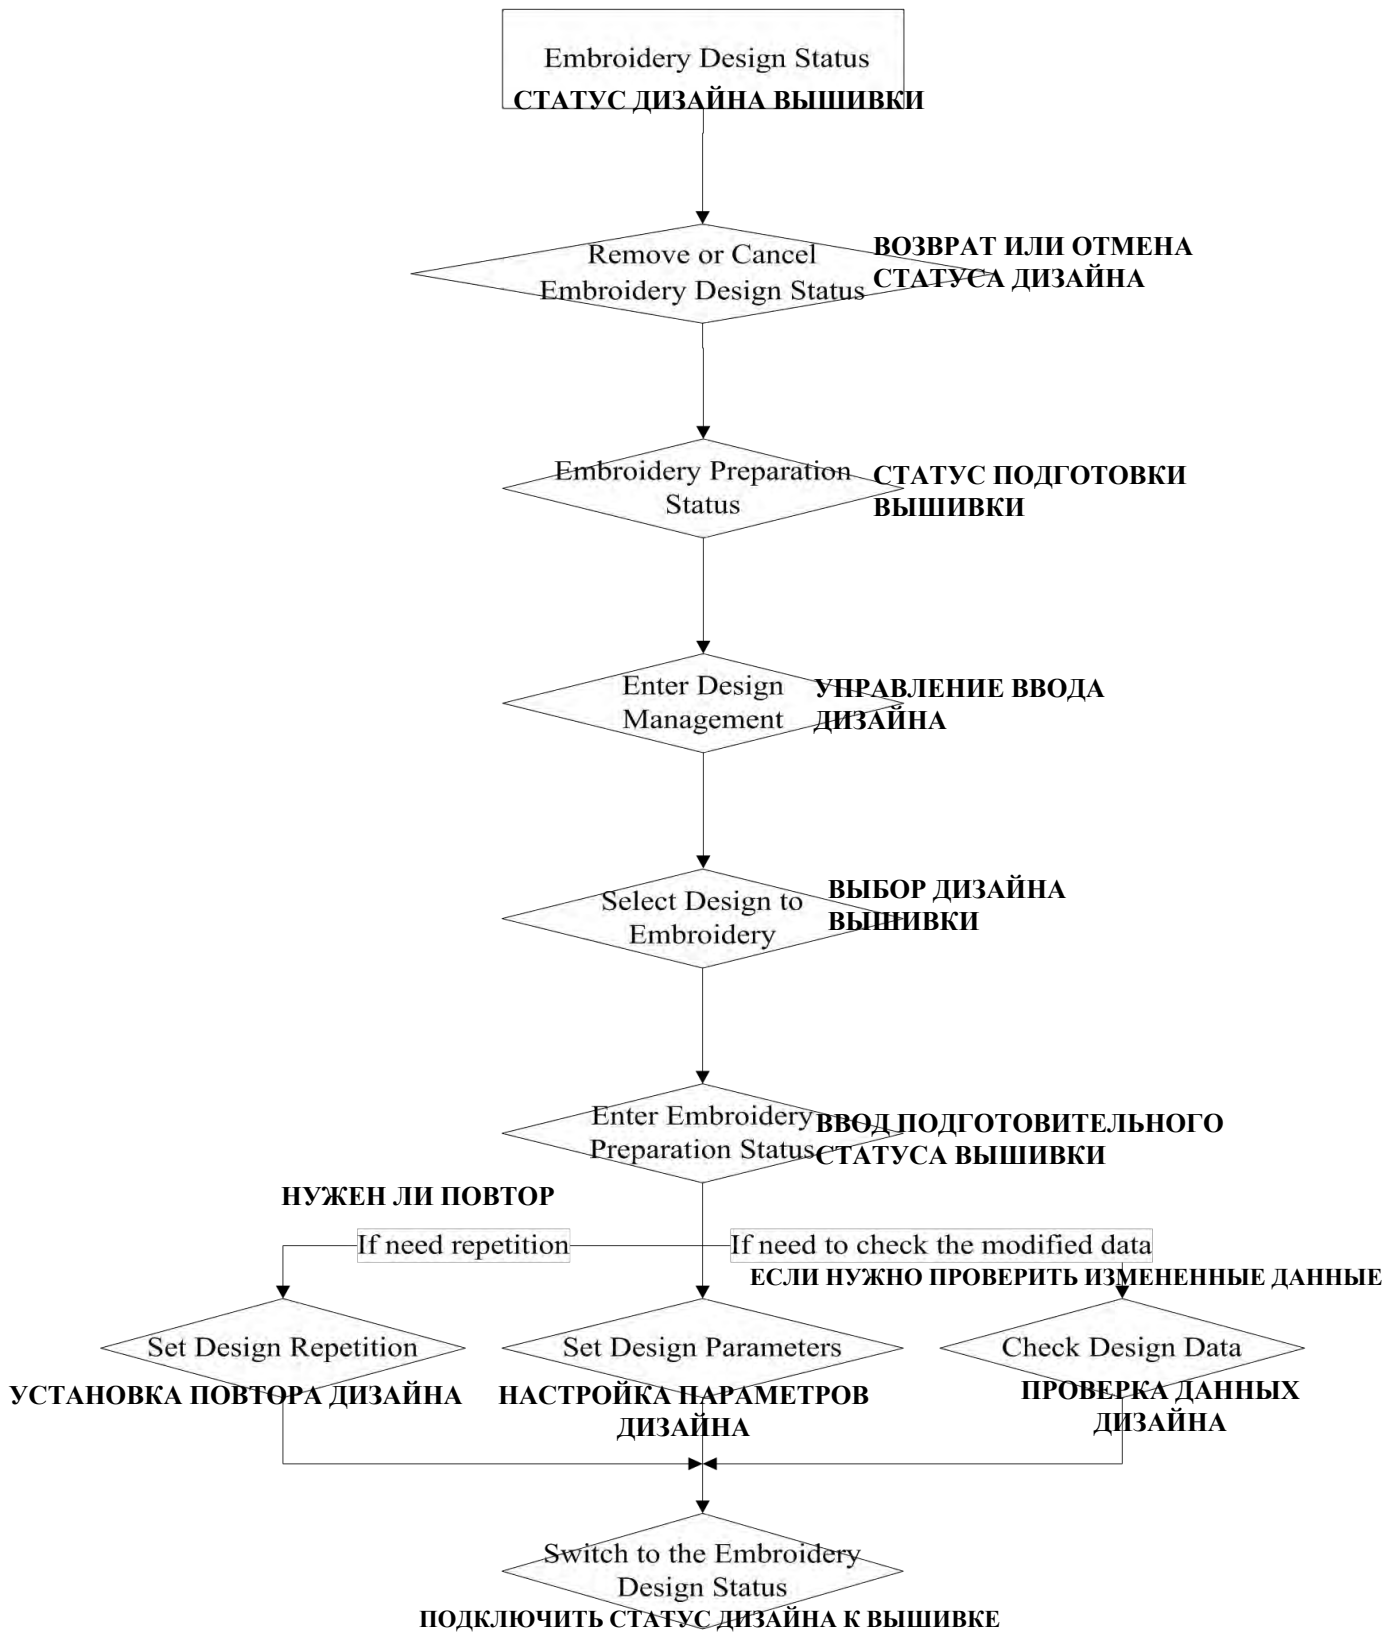 Embroidery Design Status
СТАТУС ДИЗАЙНА ВЫШИВКИ
Remove or Cancel
Embroidery Design Status
ВОЗВРАТ ИЛИ ОТМЕНА
СТАТУСА ДИЗАЙНА
Embroidery Preparation
Status
СТАТУС ПОДГОТОВКИ
ВЫШИВКИ
Enter Design
Management
УПРАВЛЕНИЕ ВВОДА
ДИЗАЙНА
Select Design to
Embroidery
ВЫБОР ДИЗАЙНА
ВЫШИВКИ
Enter Embroidery
Preparation Status
ВВОД ПОДГОТОВИТЕЛЬНОГО
СТАТУСА ВЫШИВКИ
НУЖЕН ЛИ ПОВТОР
If need repetition
If need to check the modified data
ЕСЛИ НУЖНО ПРОВЕРИТЬ ИЗМЕНЕННЫЕ ДАННЫЕ
Set Design Repetition
УСТАНОВКА ПОВТОРА ДИЗАЙНА
Set Design Parameters
НАСТРОЙКА ПАРАМЕТРОВ
ДИЗАЙНА
Check Design Data
ПРОВЕРКА ДАННЫХ
ДИЗАЙНА
Switch to the Embroidery
Design Status
ПОДКЛЮЧИТЬ СТАТУС ДИЗАЙНА К ВЫШИВКЕ